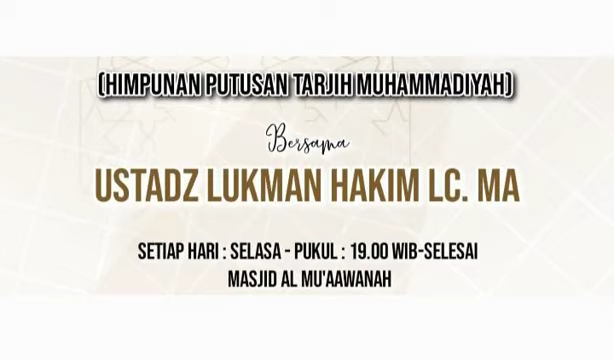 (HIMPUNAN PUTUSAN TARJIH MUHAMMADIYAH)
Bersama
USTADZ LUKMAN HAKIM LC. MA
SETIAP HARI : SELASA - PUKUL : 19.00 WIB-SELESAI
MASJID AL MU'AAWANAH